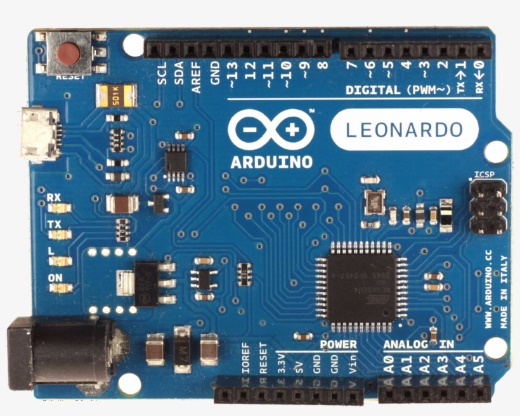 RESET
SCL
SDA
AREF
GND
~13
12
~11
~10
~9
8
7
~6
~5
4
~3
2
TX→1
RX←0
DIGITAL (PWM~)
501K
™
ARDUINO
LEONARDO
ICSP
RX
TX
L
ON
WWW.ARDUINO.CC
MADE IN ITALY
POWER
ANALOG IN
IOREF
RESET
3.3V
5V
GND
GND
Vin
A0
A1
A2
A3
A4
A5